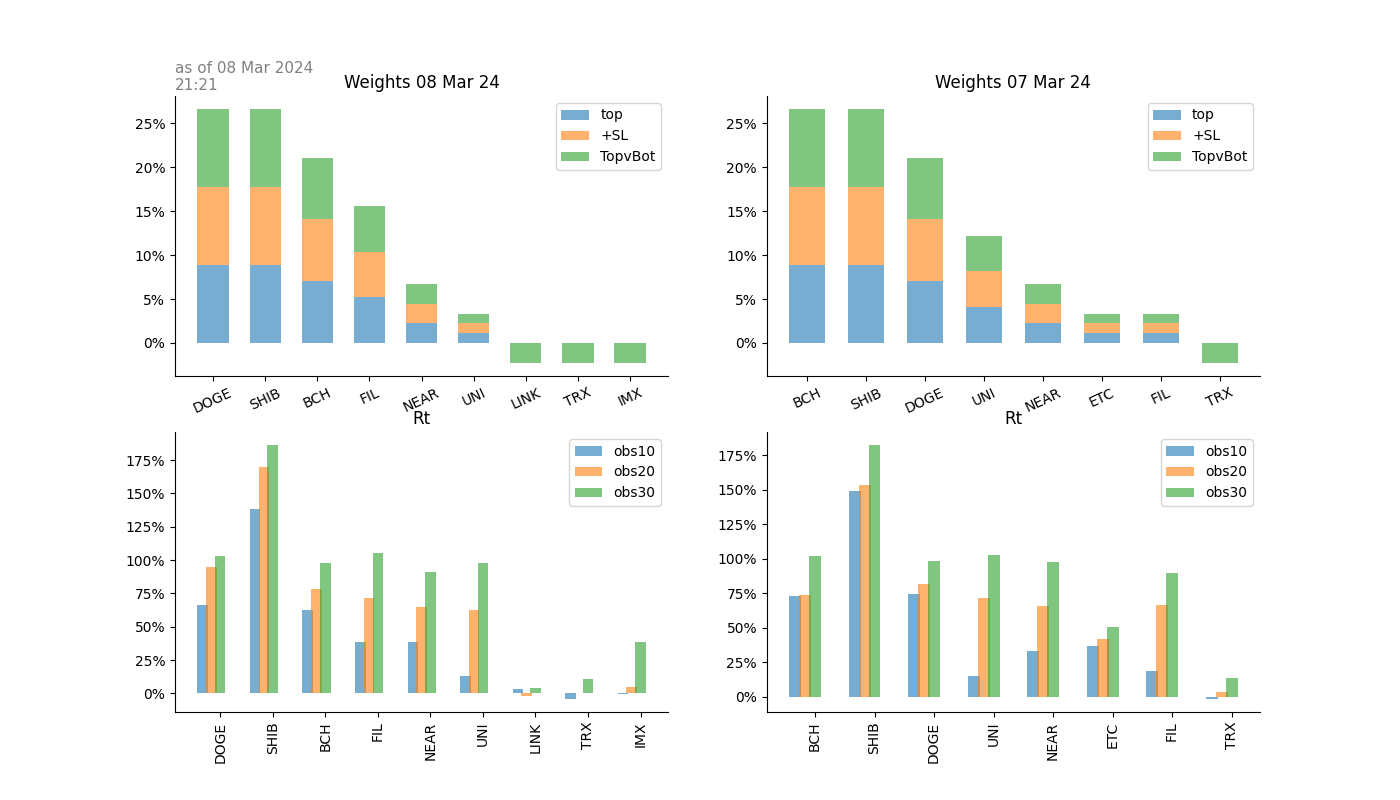 as of 08 Mar 2024
21:21
Weights 08 Mar 24
25%
20%
15%
10%
5%
0%
top
+SL
TopvBot
DOGE SHIB BCH FIL NEAR UNI LINK TRX IMX
Weights 07 Mar 24
25%
20%
15%
10%
5%
0%
top
+SL
TopvBot
BCH SHIB DOGE UNI NEAR ETC FIL TRX
Rt
175%
150%
125%
100%
75%
50%
25%
0%
obs10
obs20
obs30
DOGE SHIB BCH FIL NEAR UNI LINK TRX IMX
Rt
175%
150%
125%
100%
75%
50%
25%
0%
obs10
obs20
obs30
BCH SHIB DOGE UNI NEAR ETC FIL TRX